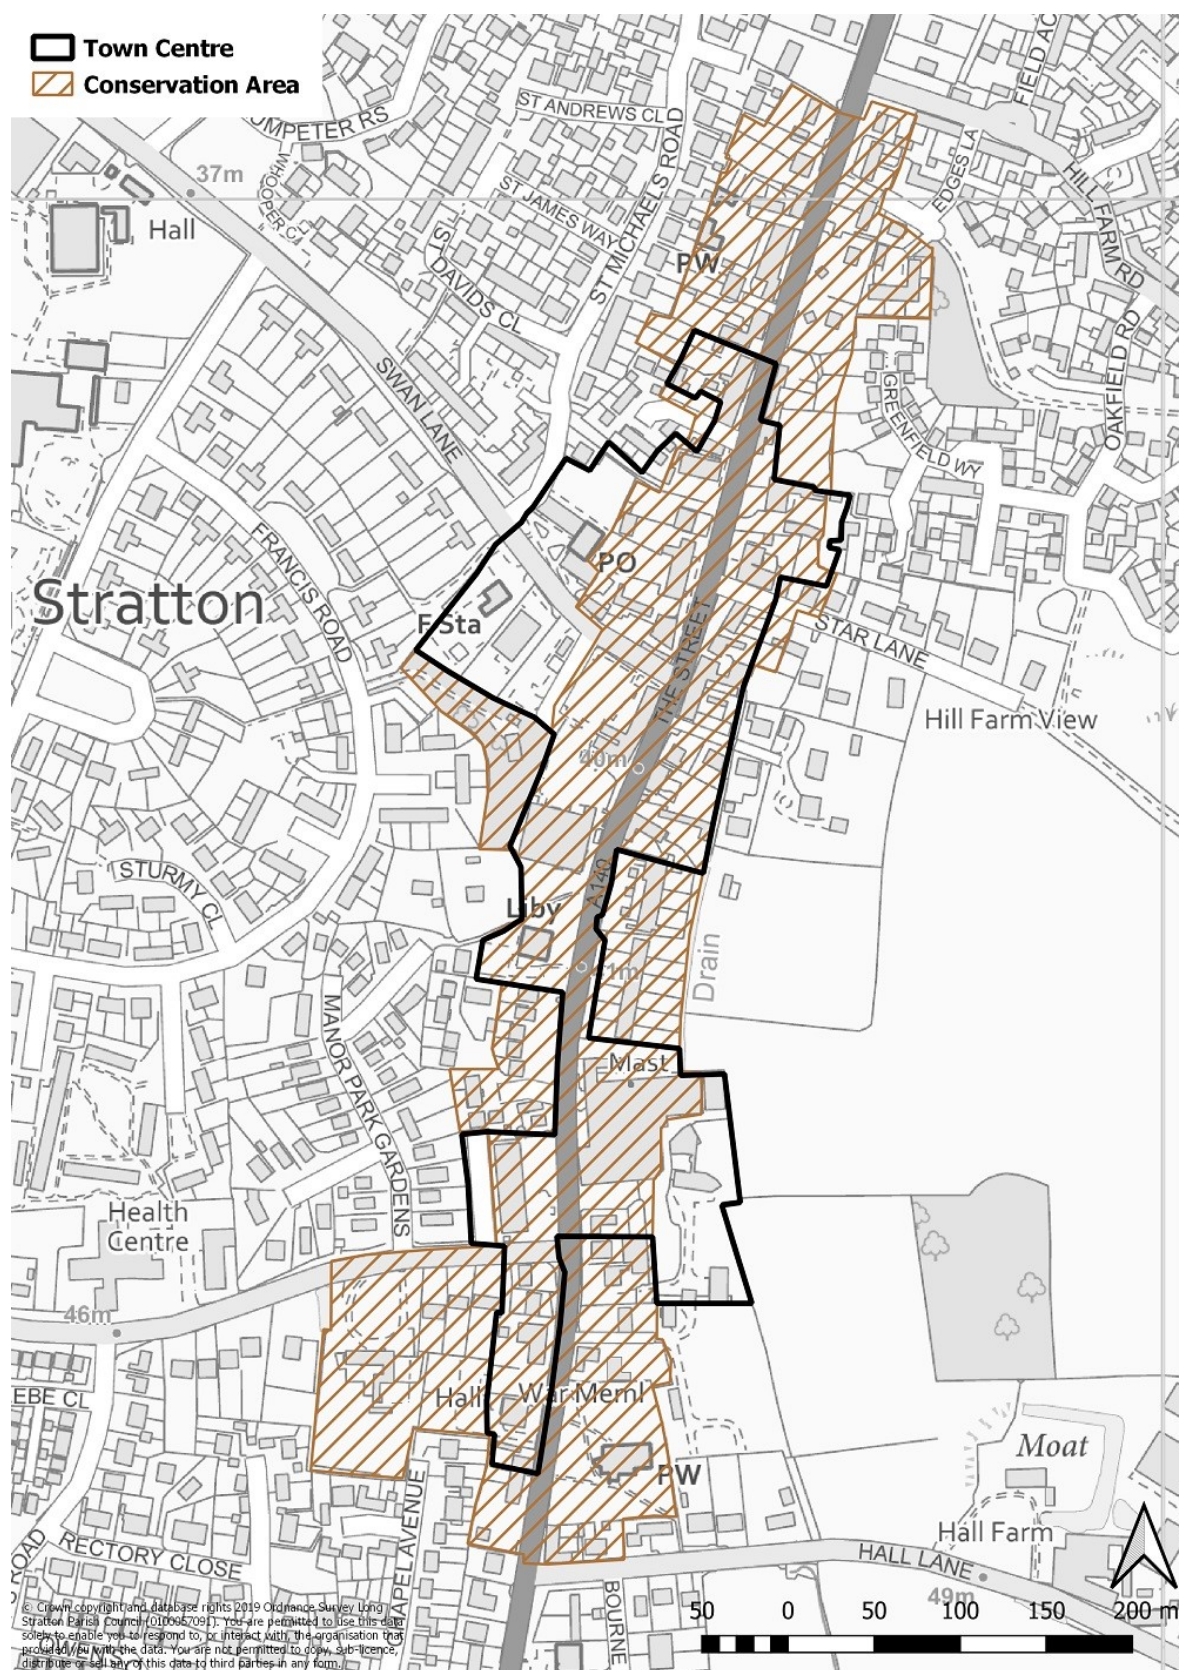 Town Centre
Conservation Area
UMPETER RS
ST ANDREWS CL
FIELD AC
37m
WHOOPER CL
ST JAMES WAY
ST MICHAELS ROAD
EDGES LA
HILL FARM RD
Hall
ST DAVIDS CL
PW
SWAN LANE
OAKFIELD RD
GREENFIELD WY
FRANCIS ROAD
PO
Stratton
F Sta
STAR LANE
THE STREET
Hill Farm View
40m
STURMY CL
A 140
Liby
Drain
41m
MANOR PARK GARDENS
Mast
Health
Centre
46m
EBE CL
Hall
War Meml
Moat
PW
CHAPEL AVENUE
RECTORY CLOSE
ROAD
Hall Farm
HALL LANE
49m
BOURNE
OWENS
© Crown copyright and database rights 2019 Ordnance Survey Long
Stratton Parish Council (0100057091). You are permitted to use this data
solely to enable you to respond to, or interact with, the organisation that
provided you with the data. You are not permitted to copy, sub-licence,
distribute or sell any of this data to third parties in any form.
50 0 50 100 150 200 m